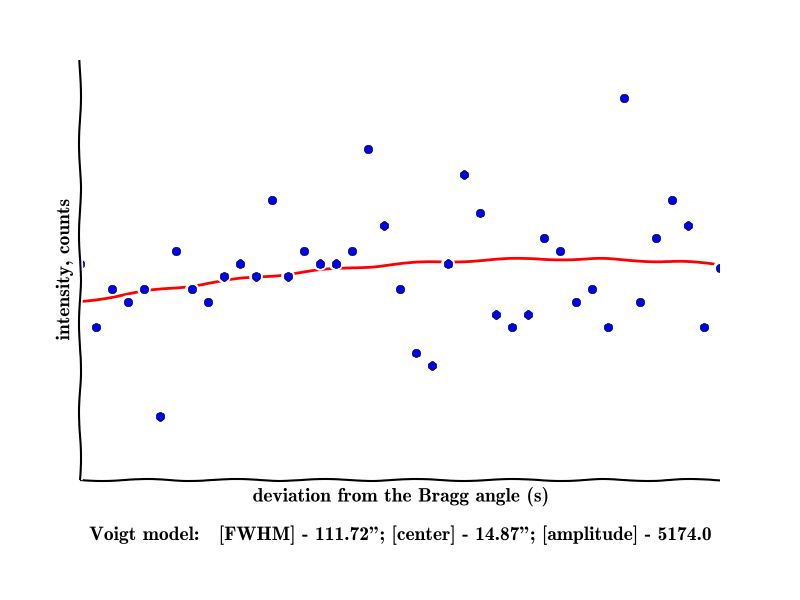 intensity, counts
deviation from the Bragg angle (s)
Voigt model: [FWHM] - 111.72”; [center] - 14.87”; [amplitude] - 5174.0